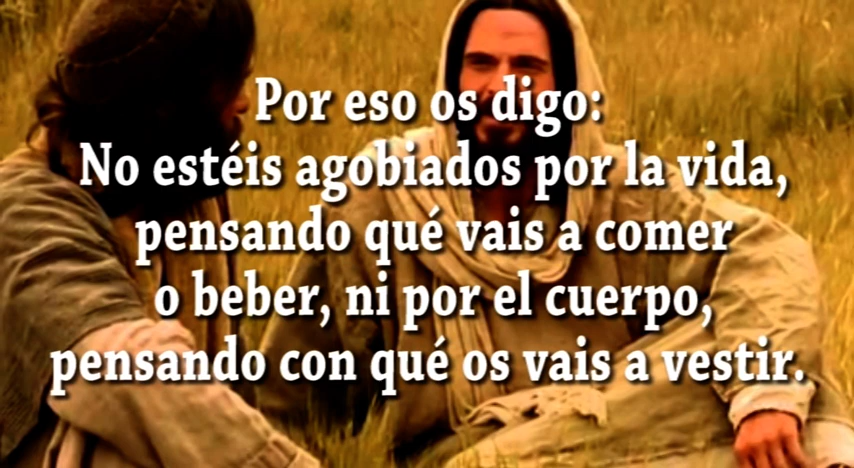 Por eso os digo:
No estéis agobiados por la vida,
pensando qué vais a comer
o beber, ni por el cuerpo,
pensando con qué os vais a vestir.